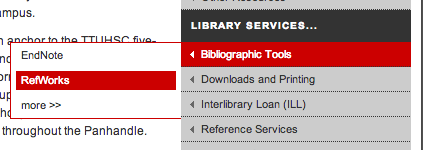 ampus.
anchor to the TTUHSC five-
throughout the Panhandle.
EndNote
RefWorks
more >>
Other Resources
LIBRARY SERVICES...
Bibliographic Tools
Downloads and Printing
Interlibrary Loan (ILL)
Reference Services